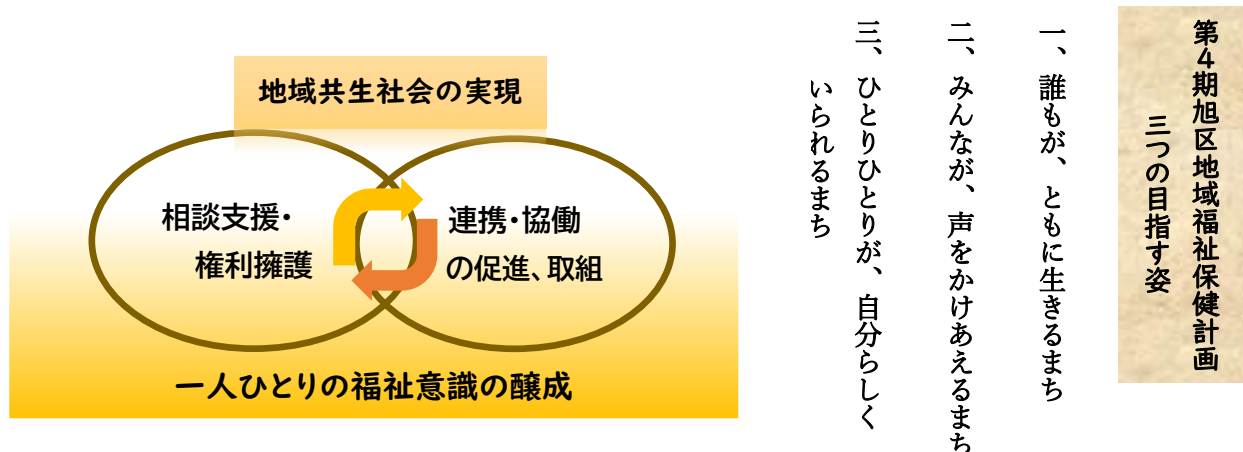 第4期旭区地域福祉保健計画
三つの目指す姿
一、誰もが、ともに生きるまち
二、みんなが、声をかけあえるまち
三、ひとりひとりが、自分らしく
いられるまち
地域共生社会の実現
相談支援・
権利擁護
連携・協働
の促進、取組
一人ひとりの福祉意識の醸成